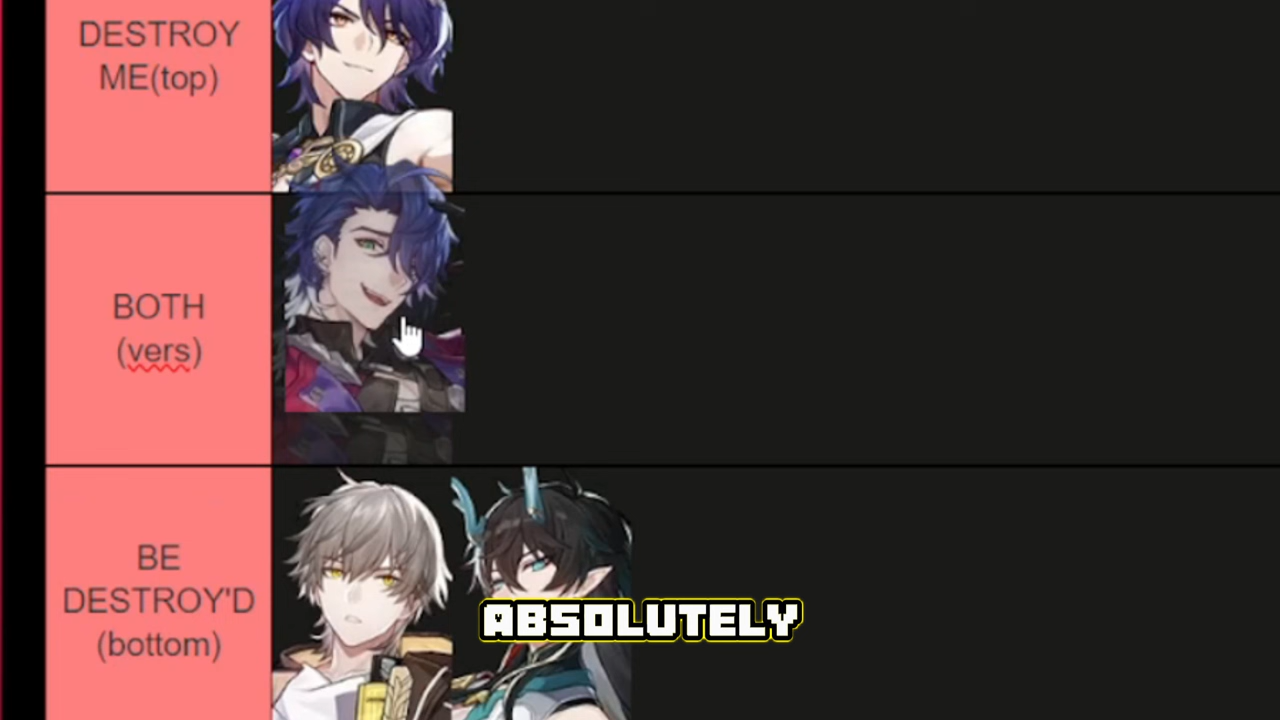 DESTROY
ME(top)
BOTH
(vers)
BE
DESTROY'D
(bottom)
ABSOLUTELY